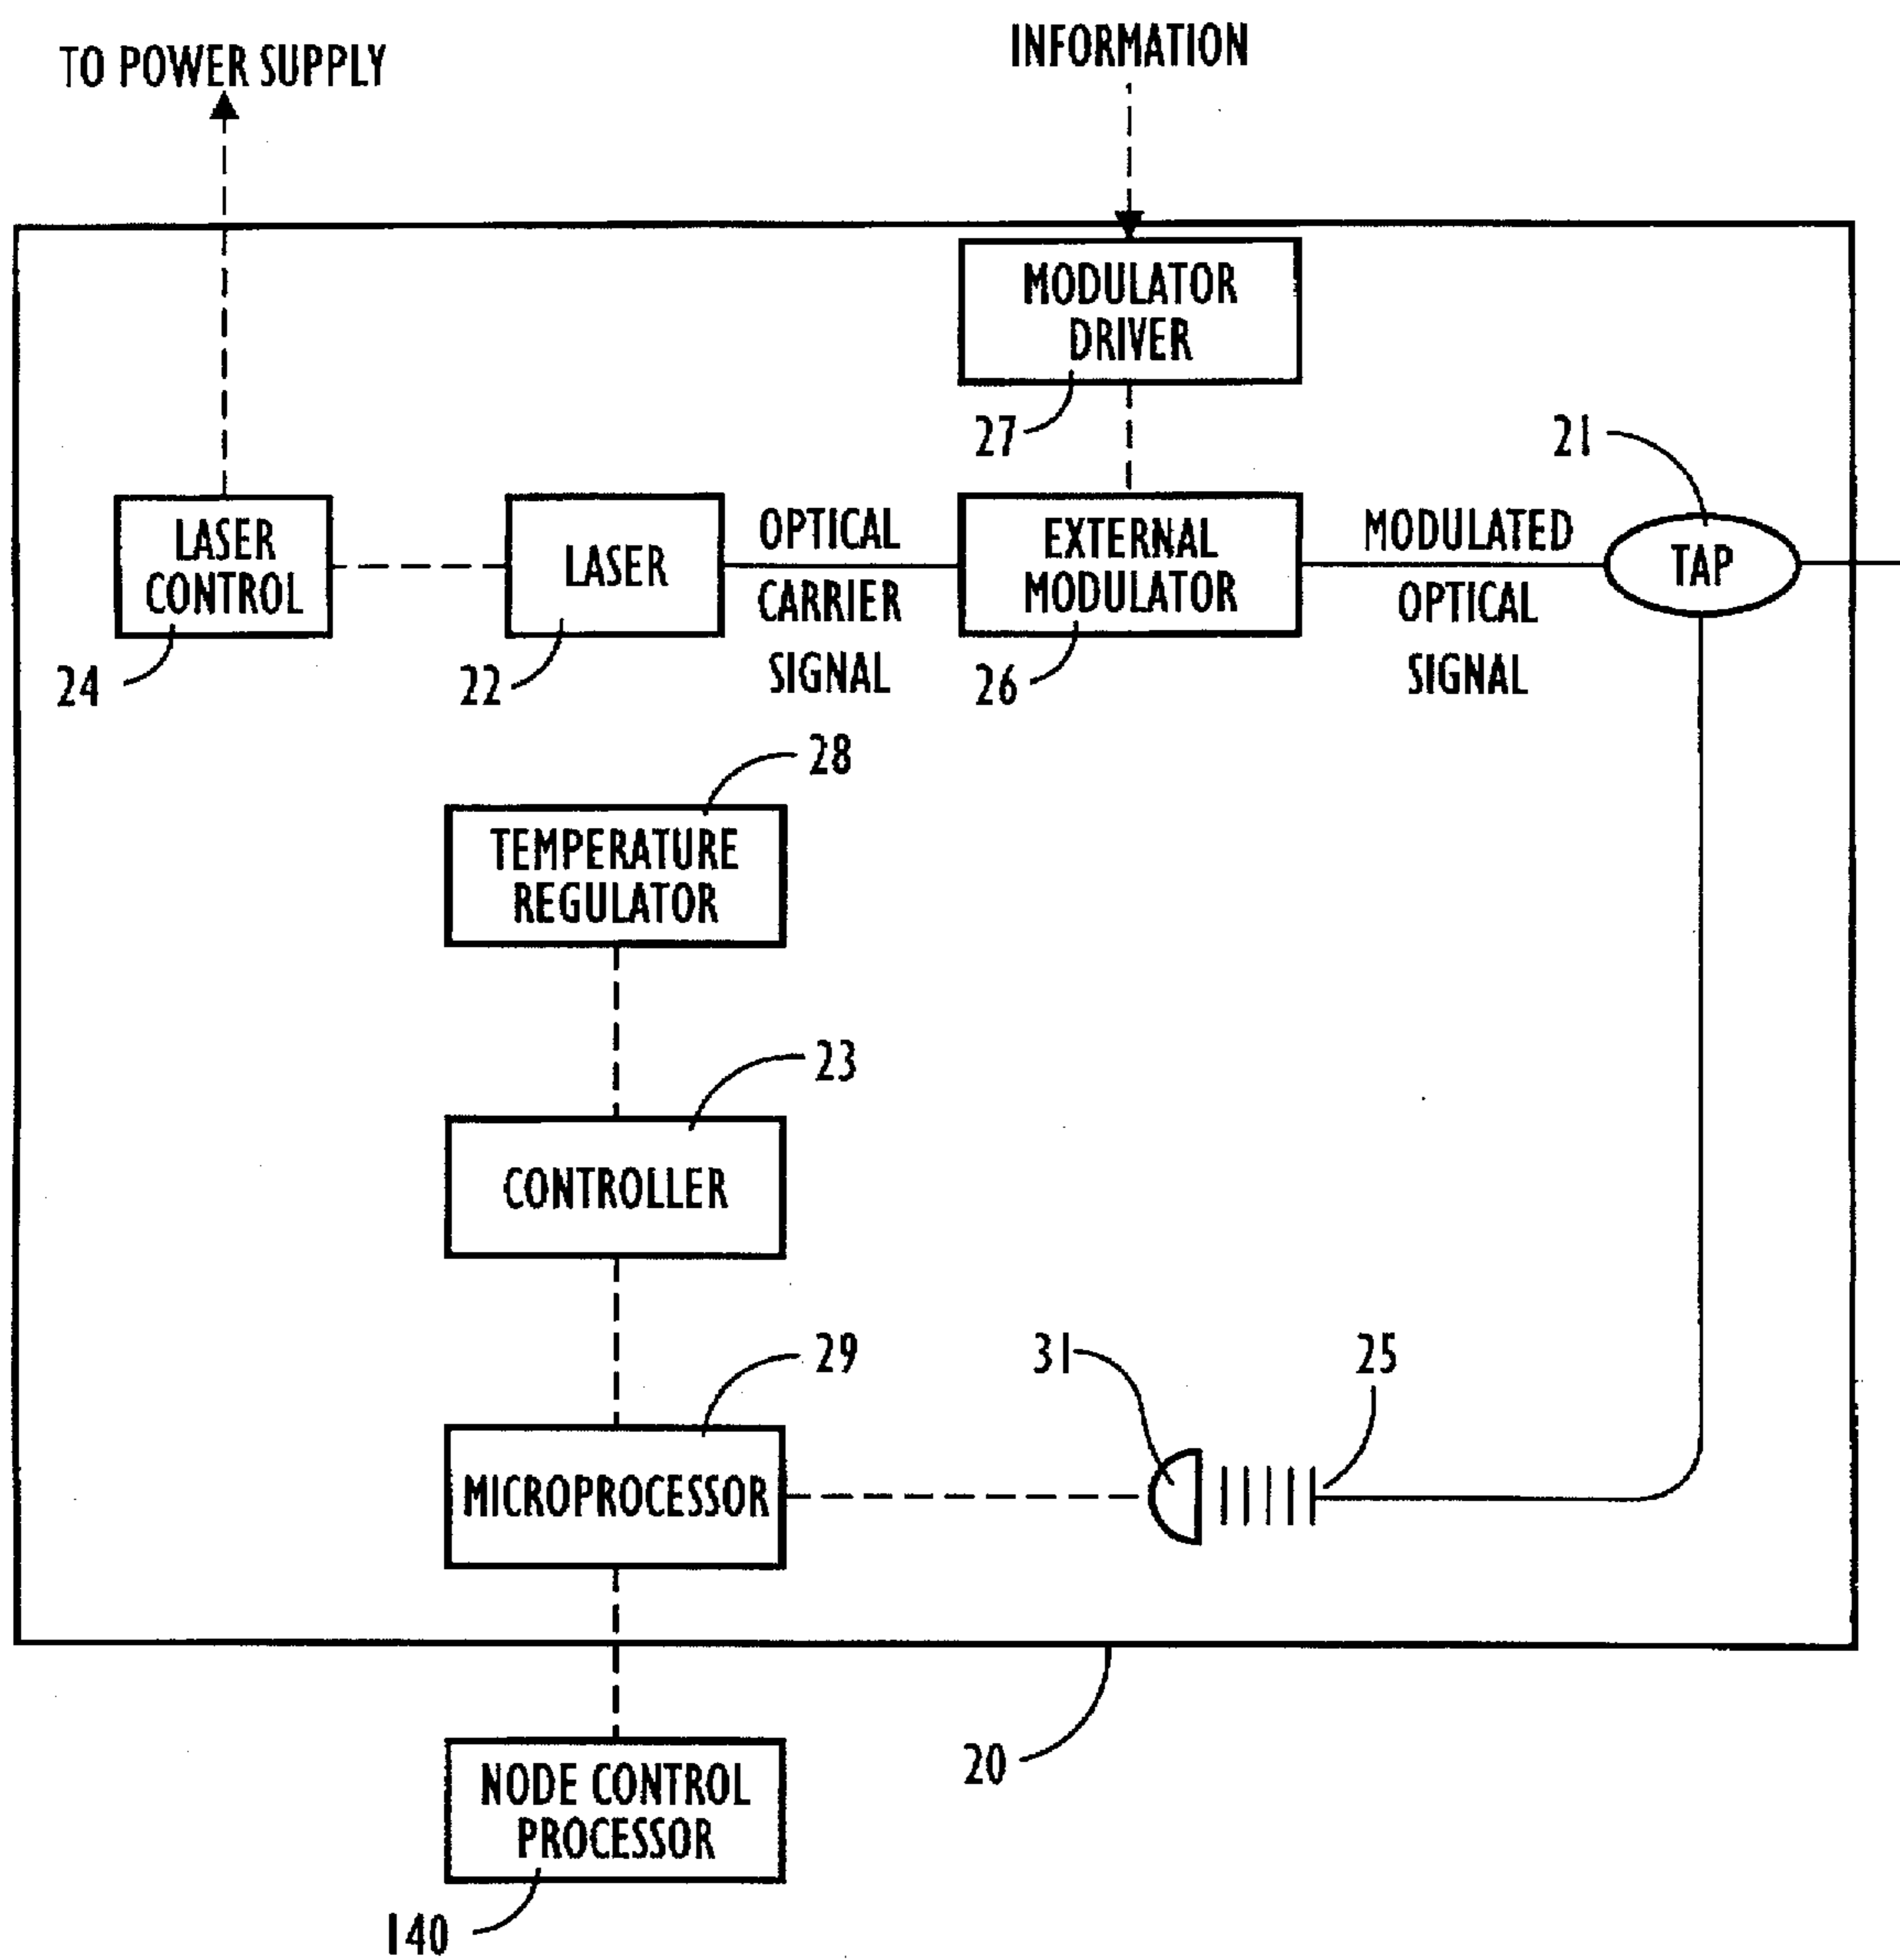 TO POWER SUPPLY
INFORMATION
MODULATOR
DRIVER
27
21
LASER
CONTROL
24
LASER
22
OPTICAL
CARRIER
SIGNAL
EXTERNAL
MODULATOR
26
MODULATED
OPTICAL
SIGNAL
TAP
28
TEMPERATURE
REGULATOR
23
CONTROLLER
29
MICROPROCESSOR
31
25
20
NODE CONTROL
PROCESSOR
140